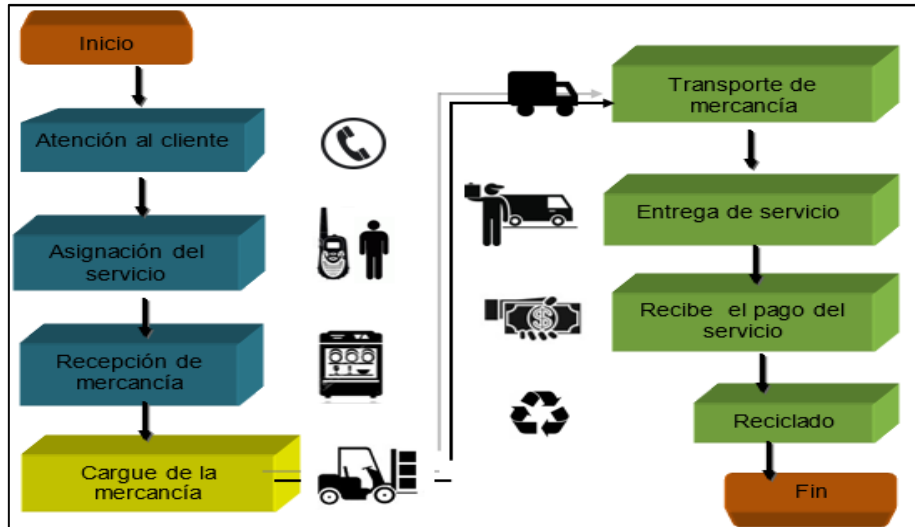 Inicio
Atención al cliente
Asignación del
servicio
Recepción de
mercancía
Cargue de la
mercancía
Transporte de
mercancía
Entrega de servicio
Recibe el pago del
servicio
Reciclado
Fin